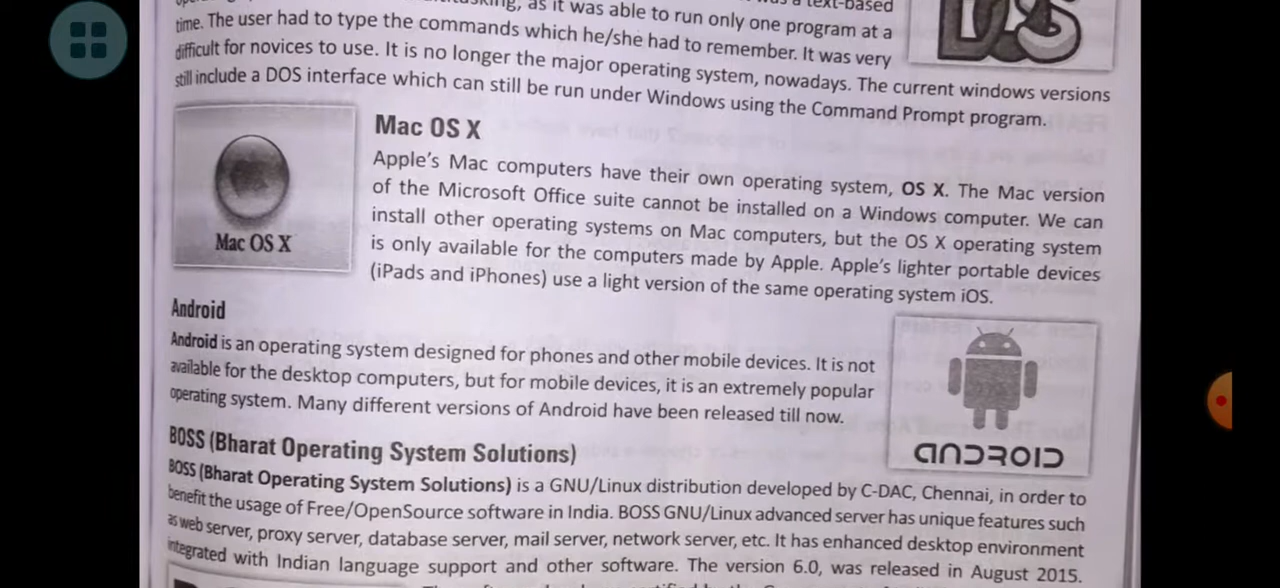 as it was able to run only one program at a
time. The user had to type the commands which he/she had to remember. It was very
difficult for novices to use. It is no longer the major operating system, nowadays. The current windows versions
still include a DOS interface which can still be run under Windows using the Command Prompt program.
DOS
Mac OS X
Mac OS X
Apple's Mac computers have their own operating system, OS X. The Mac version
of the Microsoft Office suite cannot be installed on a Windows computer. We can
install other operating systems on Mac computers, but the OS X operating system
is only available for the computers made by Apple. Apple's lighter portable devices
(iPads and iPhones) use a light version of the same operating system iOS.
Android
Android is an operating system designed for phones and other mobile devices. It is not
available for the desktop computers, but for mobile devices, it is an extremely popular
operating system. Many different versions of Android have been released till now.
ANDROID
BOSS (Bharat Operating System Solutions)
BOSS (Bharat Operating System Solutions) is a GNU/Linux distribution developed by C-DAC, Chennai, in order to
benefit the usage of Free/OpenSource software in India. BOSS GNU/Linux advanced server has unique features such
as web server, proxy server, database server, mail server, network server, etc. It has enhanced desktop environment
integrated with Indian language support and other software. The version 6.0, was released in August 2015.